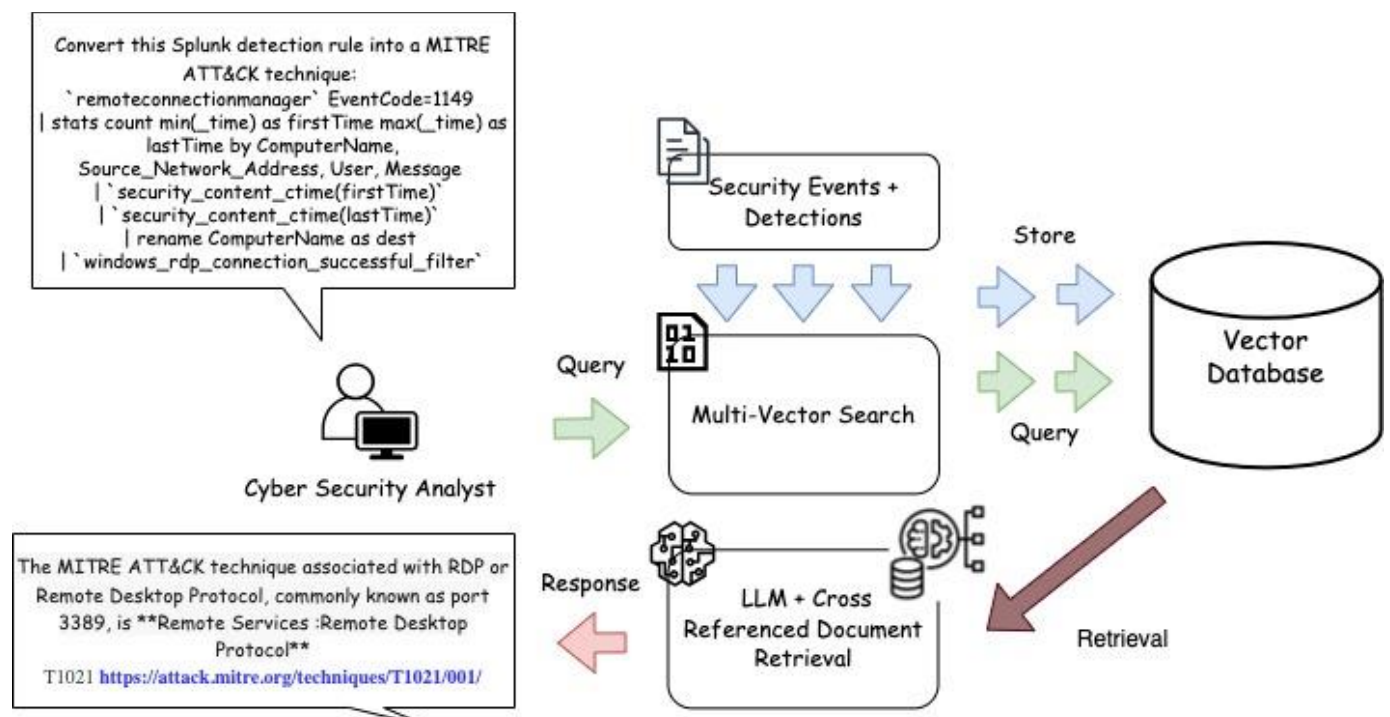 Convert this Splunk detection rule into a MITRE
ATT&CK technique:
`remoteconnectionmanager` EventCode=1149
| stats count min(_time) as firstTime max(_time) as
lastTime by ComputerName,
Source_Network_Address, User, Message
| `security_content_ctime(firstTime)`
| `security_content_ctime(lastTime)`
| rename ComputerName as dest
| `windows_rdp_connection_successful_filter`
Security Events +
Detections
Store
01
10
Query
Multi-Vector Search
Query
Vector
Database
Cyber Security Analyst
The MITRE ATT&CK technique associated with RDP or
Remote Desktop Protocol, commonly known as port
3389, is **Remote Services :Remote Desktop
Protocol**
T1021 https://attack.mitre.org/techniques/T1021/001/
Response
LLM + Cross
Referenced Document
Retrieval
Retrieval